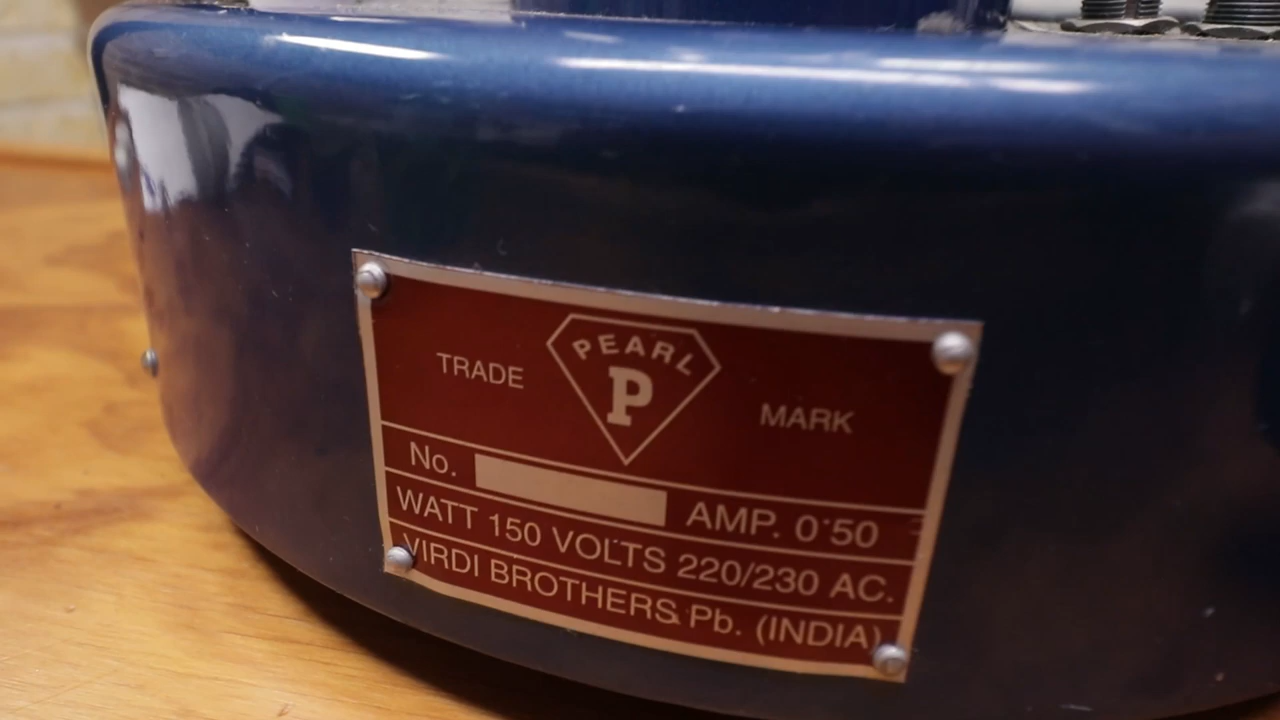 TRADE PEARL MARK
P
No. AMP. 0·50
WATT 150 VOLTS 220/230 AC.
VIRDI BROTHERS Pb. (INDIA)